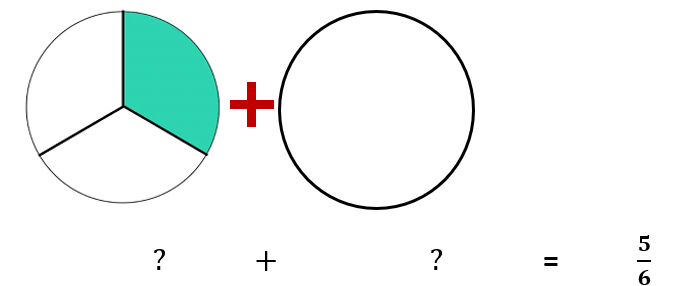 ? + ? = 5/6